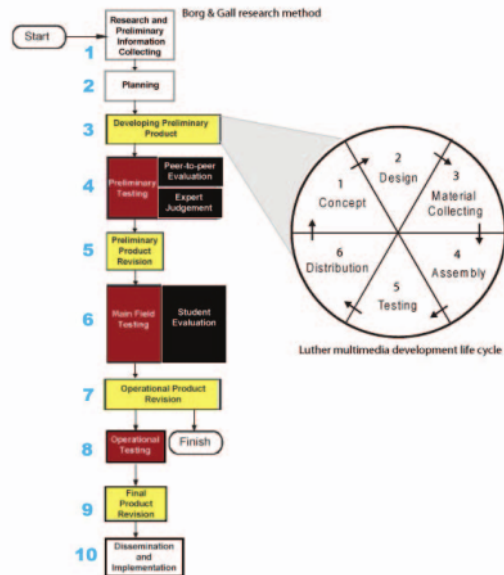 Borg & Gall research method
Start
1
Research and
Preliminary
Information
Collecting
2
Planning
3
Developing Preliminary
Product
4
Preliminary
Testing
Peer-to-peer
Evaluation
Expert
Judgement
5
Preliminary
Product
Revision
6
Main Field
Testing
Student
Evaluation
7
Operational Product
Revision
8
Operational
Testing
Finish
9
Final
Product
Revision
10
Dissemination
and
Implementation
1
Concept
2
Design
3
Material
Collecting
4
Assembly
5
Testing
6
Distribution
Luther multimedia development life cycle